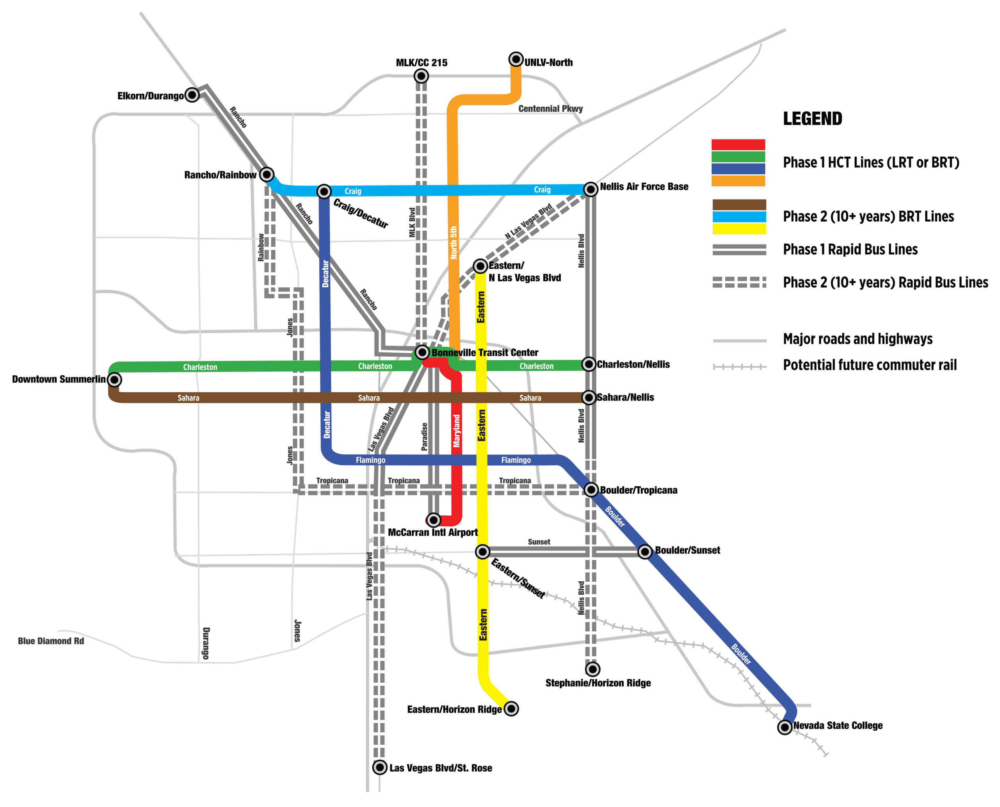 MLK/CC 215
UNLV-North
Elkorn/Durango
Rancho
Centennial Pkwy
LEGEND
Phase 1 HCT Lines (LRT or BRT)
Rancho/Rainbow
Craig
Craig
Nellis Air Force Base
Craig/Decatur
Rancho
MLK Blvd
N Las Vegas Blvd
Phase 2 (10+ years) BRT Lines
North 5th
Rainbow
Nellis Blvd
Phase 1 Rapid Bus Lines
Decatur
Eastern/
N Las Vegas Blvd
Phase 2 (10+ years) Rapid Bus Lines
Rancho
Eastern
Jones
Major roads and highways
Bonneville Transit Center
Charleston
Charleston
Charleston
Charleston/Nellis
Potential future commuter rail
Downtown Summerlin
Sahara
Sahara
Sahara
Sahara/Nellis
Decatur
Las Vegas Blvd
Paradise
Maryland
Eastern
Nellis Blvd
Jones
Flamingo
Flamingo
Tropicana
Tropicana
Tropicana
Boulder/Tropicana
Boulder
McCarran Intl Airport
Sunset
Boulder/Sunset
Eastern/Sunset
Las Vegas Blvd
Nellis Blvd
Eastern
Jones
Durango
Blue Diamond Rd
Boulder
Stephanie/Horizon Ridge
Eastern/Horizon Ridge
Nevada State College
Las Vegas Blvd/St. Rose